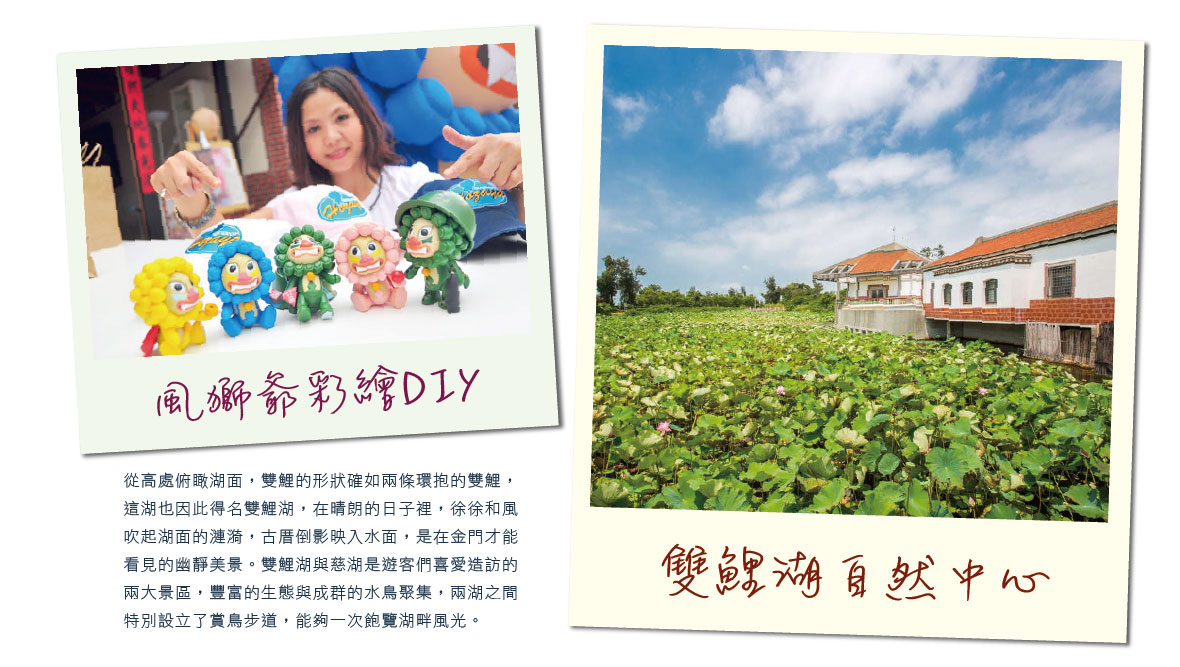 風獅爺彩繪DIY
從高處俯瞰湖面，雙鯉的形狀確如兩條環抱的雙鯉，
這湖也因此得名雙鯉湖，在晴朗的日子裡，徐徐和風
吹起湖面的漣漪，古厝倒影映入水面，是在金門才能
看見的幽靜美景。雙鯉湖與慈湖是遊客們喜愛造訪的
兩大景區，豐富的生態與成群的水鳥聚集，兩湖之間
特別設立了賞鳥步道，能夠一次飽覽湖畔風光。
雙鯉湖自然中心